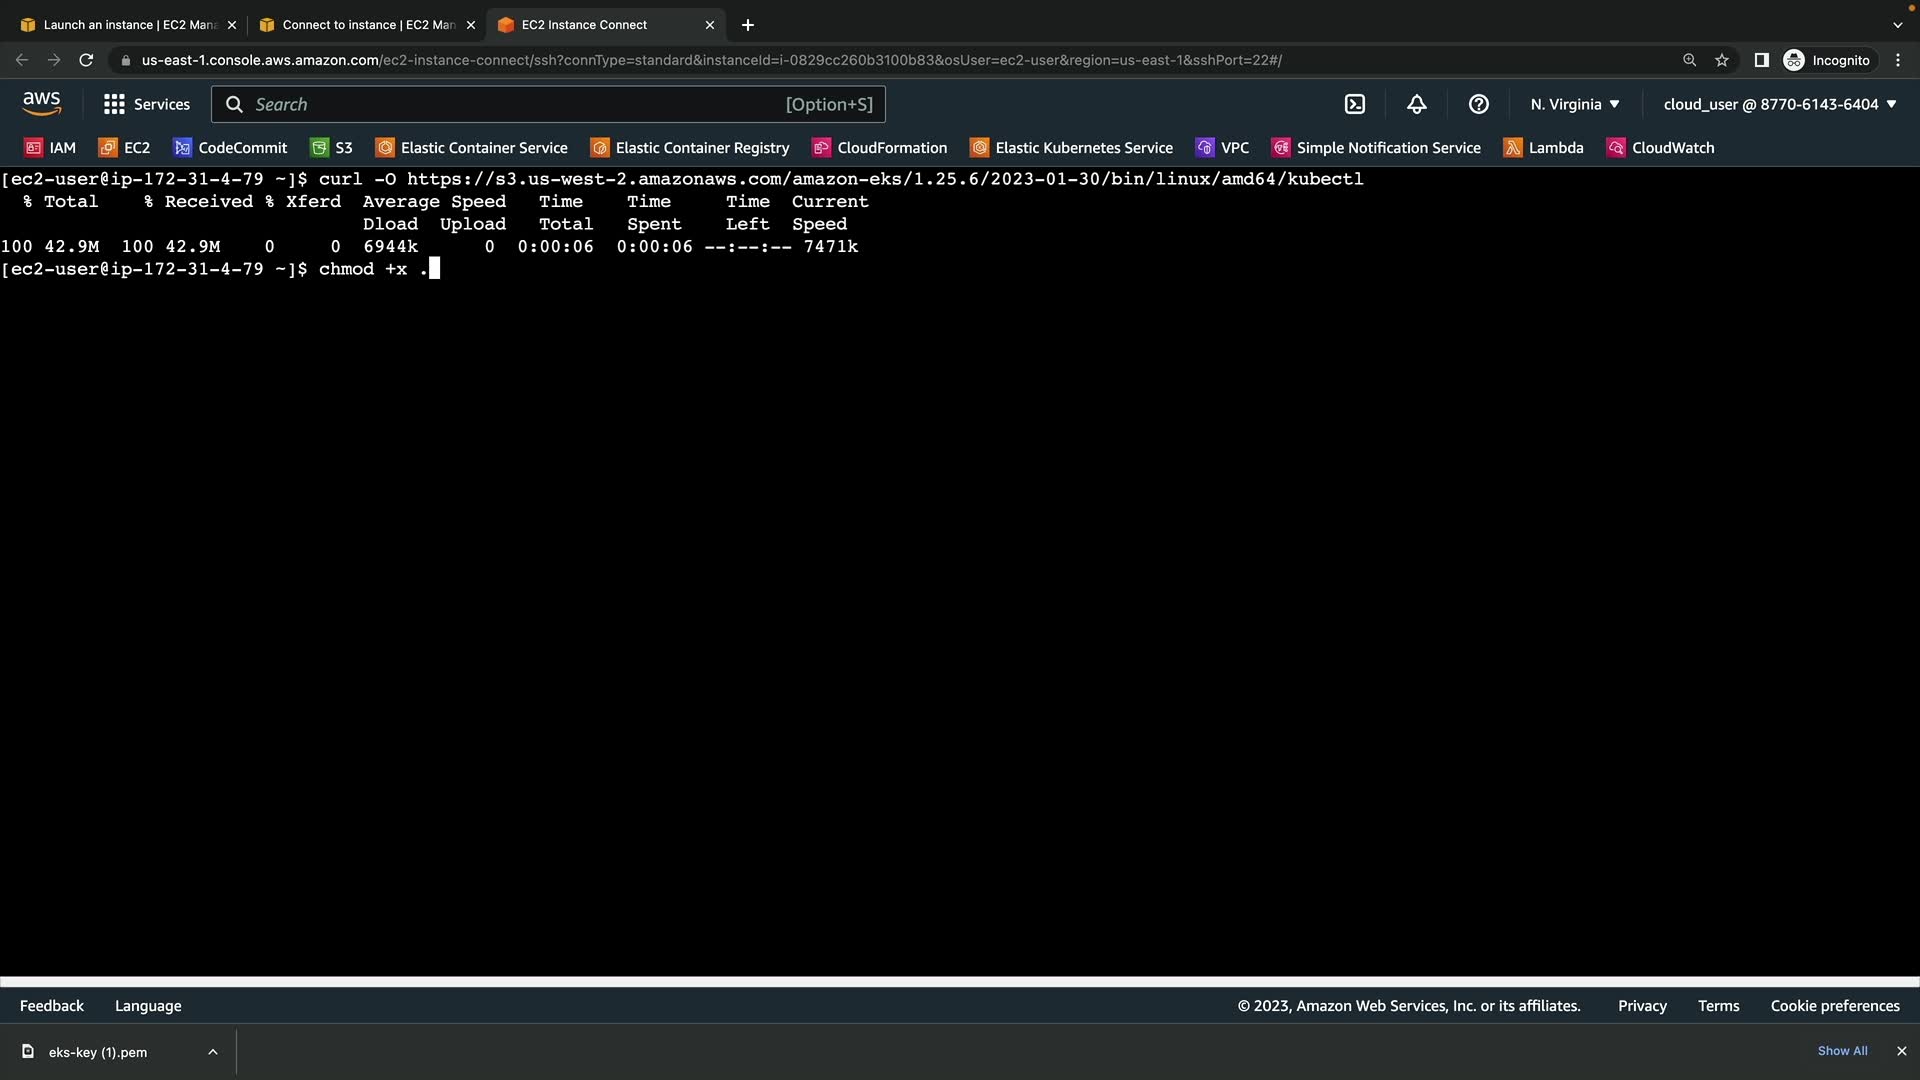 Launch an instance | EC2 Mana
Connect to instance | EC2 Man
EC2 Instance Connect
us-east-1.console.aws.amazon.com/ec2-instance-connect/ssh?connType=standard&instanceId=i-0829cc260b3100b83&osUser=ec2-user&region=us-east-1&sshPort=22#/
Incognito
aws
Services
Search
[Option+S]
N. Virginia
cloud_user @ 8770-6143-6404
IAM
EC2
CodeCommit
S3
Elastic Container Service
Elastic Container Registry
CloudFormation
Elastic Kubernetes Service
VPC
Simple Notification Service
Lambda
CloudWatch
[ec2-user@ip-172-31-4-79 ~]$ curl -O https://s3.us-west-2.amazonaws.com/amazon-eks/1.25.6/2023-01-30/bin/linux/amd64/kubectl
% Total % Received % Xferd Average Speed Time Time Time Current
Dload Upload Total Spent Left Speed
100 42.9M 100 42.9M 0 0 6944k 0 0:00:06 0:00:06 --:--:-- 7471k
[ec2-user@ip-172-31-4-79 ~]$ chmod +x .
Feedback
Language
© 2023, Amazon Web Services, Inc. or its affiliates.
Privacy
Terms
Cookie preferences
eks-key (1).pem
Show All